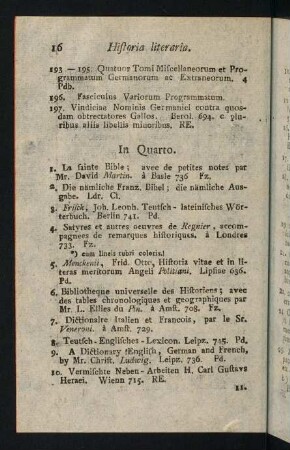 16 Historia literaria.
193 — 195. Quatuor Tomi Miscellaneorum et Pro-
grammatum Germanorum ac Extraneorum. 4
Pdb.
196. Fasciculus Variorum Programmatum.
197. Vindiciae Nominis Germanici contra quos-
dam obtrectatores Gallos. Berol. 694. c. plu-
ribus aliis libellis minoribus. RE.
In Quarto.
1. La sainte Bible; avec de petites notes par
Mr. David Martin. à Basle 736 Fz.
2. Die nämliche Franz. Bibel; die nämliche Aus-
gabe. Ldr. Cl.
3. Frisch, Joh. Leonh. Teutsch-lateinisches Wör-
terbuch. Berlin 741. Pd.
4. Satyres et autres oeuvres de Regnier, accom-
pagnées de remarques historiques. à Londres
733. Fz.
*) cum lineis rubri coloris!
5. Menckenii, Frid. Otto, Historia vitae et in li-
teras meritorum Angeli Politiani. Lipsiae 636.
Pd.
6. Bibliotheque universelle des Historiens; avec
des tables chronologiques et geographiques par
Mr. L. Ellies du Pin. à Amst. 708. Fz.
7. Dictionaire italien et François, par le Sr.
Veneroni. à Amst. 729.
8. Teutsch-Englisches-Lexicon. Leipz. 745. Pd.
9. A Dictionary English, German and French,
by Mr. Christ. Ludwig. Leipz. 736. Pd.
10. Vermischte Neben-Arbeiten H. Carl Gustavs
Heraei. Wienn 715. RE.
11.